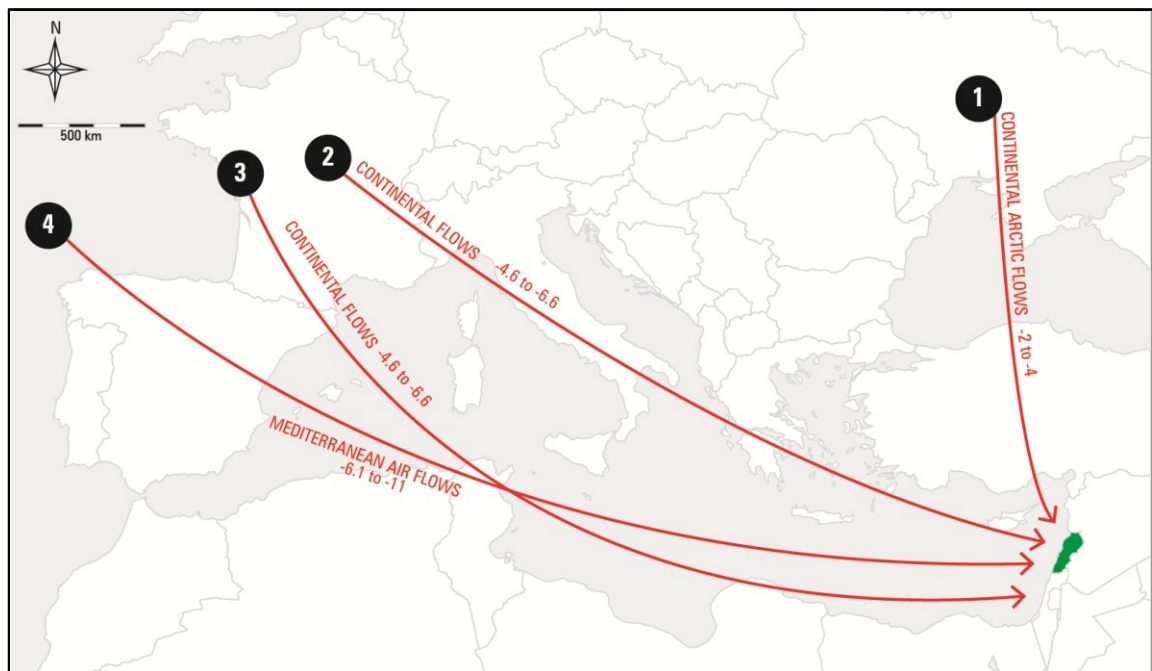 N
500 km
1
CONTINENTAL ARCTIC FLOWS -2 to -4
2
CONTINENTAL FLOWS -4.6 to -6.6
3
CONTINENTAL FLOWS -4.6 to -6.6
4
MEDITERRANEAN AIR FLOWS
-6.1 to -11